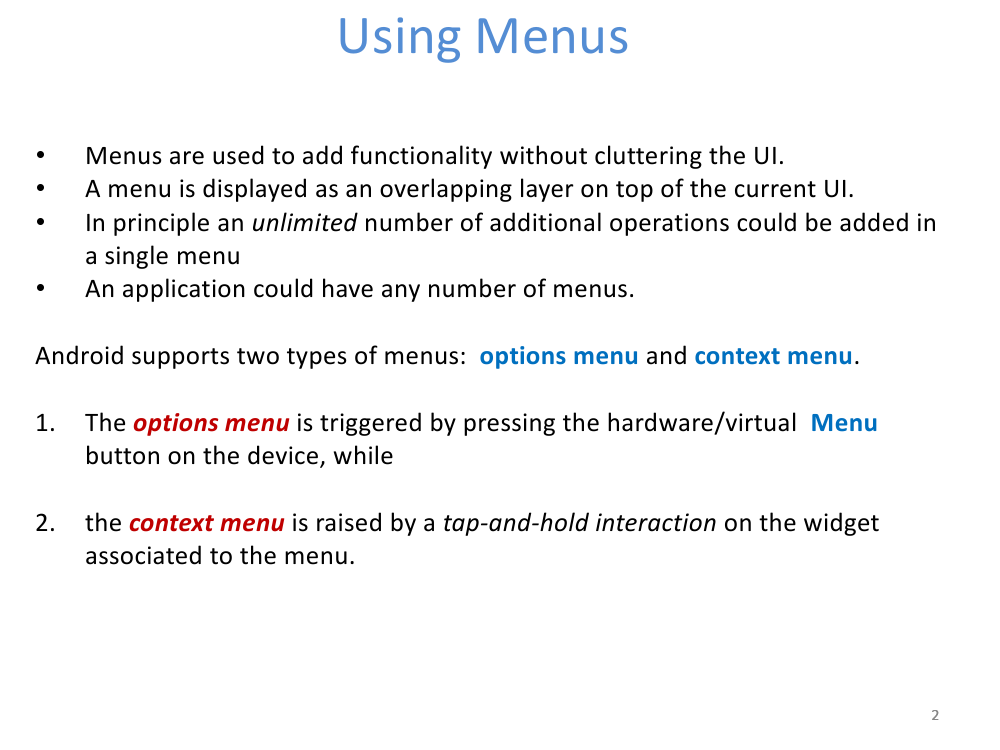 Using Menus
• Menus are used to add functionality without cluttering the UI.
• A menu is displayed as an overlapping layer on top of the current UI.
• In principle an unlimited number of additional operations could be added in
a single menu
• An application could have any number of menus.
Android supports two types of menus:  options menu and context menu.
1. The options menu is triggered by pressing the hardware/virtual  Menu
button on the device, while
2. the context menu is raised by a tap-and-hold interaction on the widget
associated to the menu.
2